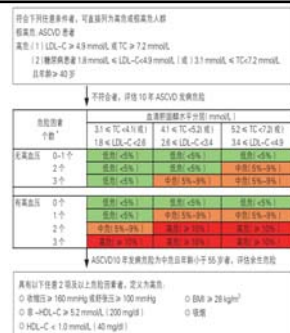 符合下列任意条件者，可直接列为高危或极高危人群
极高危：ASCVD 患者
高危：(1) LDL-C ≥ 4.9 mmol/L 或 TC ≥ 7.2 mmol/L
(2) 糖尿病患者 1.8 mmol/L ≤ LDL-C<4.9 mmol/L (或) 3.1 mmol/L ≤ TC<7.2 mmol/L
且年龄≥ 40 岁
不符合者，评估 10 年 ASCVD 发病危险
危险因素
个数*
血清胆固醇水平分层( mmol/L)
3.1 ≤ TC <4.1( 或)
1.8 ≤ LDL-C<2.6
4.1 ≤ TC <5.2( 或)
2.6 ≤ LDL-C<3.4
5.2 ≤ TC <7.2( 或)
3.4 ≤ LDL-C <4.9
无高血压 0~1个 低危( <5% ) 低危( <5% ) 低危( <5% )
2个 低危( <5% ) 低危( <5% ) 中危( 5%~9% )
3个 低危( <5% ) 中危( 5%~9% ) 中危( 5%~9% )
有高血压 0个 低危( <5% ) 低危( <5% ) 低危( <5% )
1个 低危( <5% ) 中危( 5%~9% ) 中危( 5%~9% )
2个 中危( 5%~9% ) 高危( ≥ 10% ) 高危( ≥ 10% )
3个 高危( ≥ 10% ) 高危( ≥ 10% ) 高危( ≥ 10% )
ASCVD10 年发病危险为中危且年龄小于 55 岁者，评估余生危险
具有以下任意 2 项及以上危险因素者，定义为高危：
○ 收缩压 ≥ 160 mmHg 或舒张压 ≥ 100 mmHg
○ BMI ≥ 28 kg/m²
○ 非-HDL-C ≥ 5.2 mmol/L ( 200 mg/dl )
○ 吸烟
○ HDL-C < 1.0 mmol/L ( 40 mg/dl )